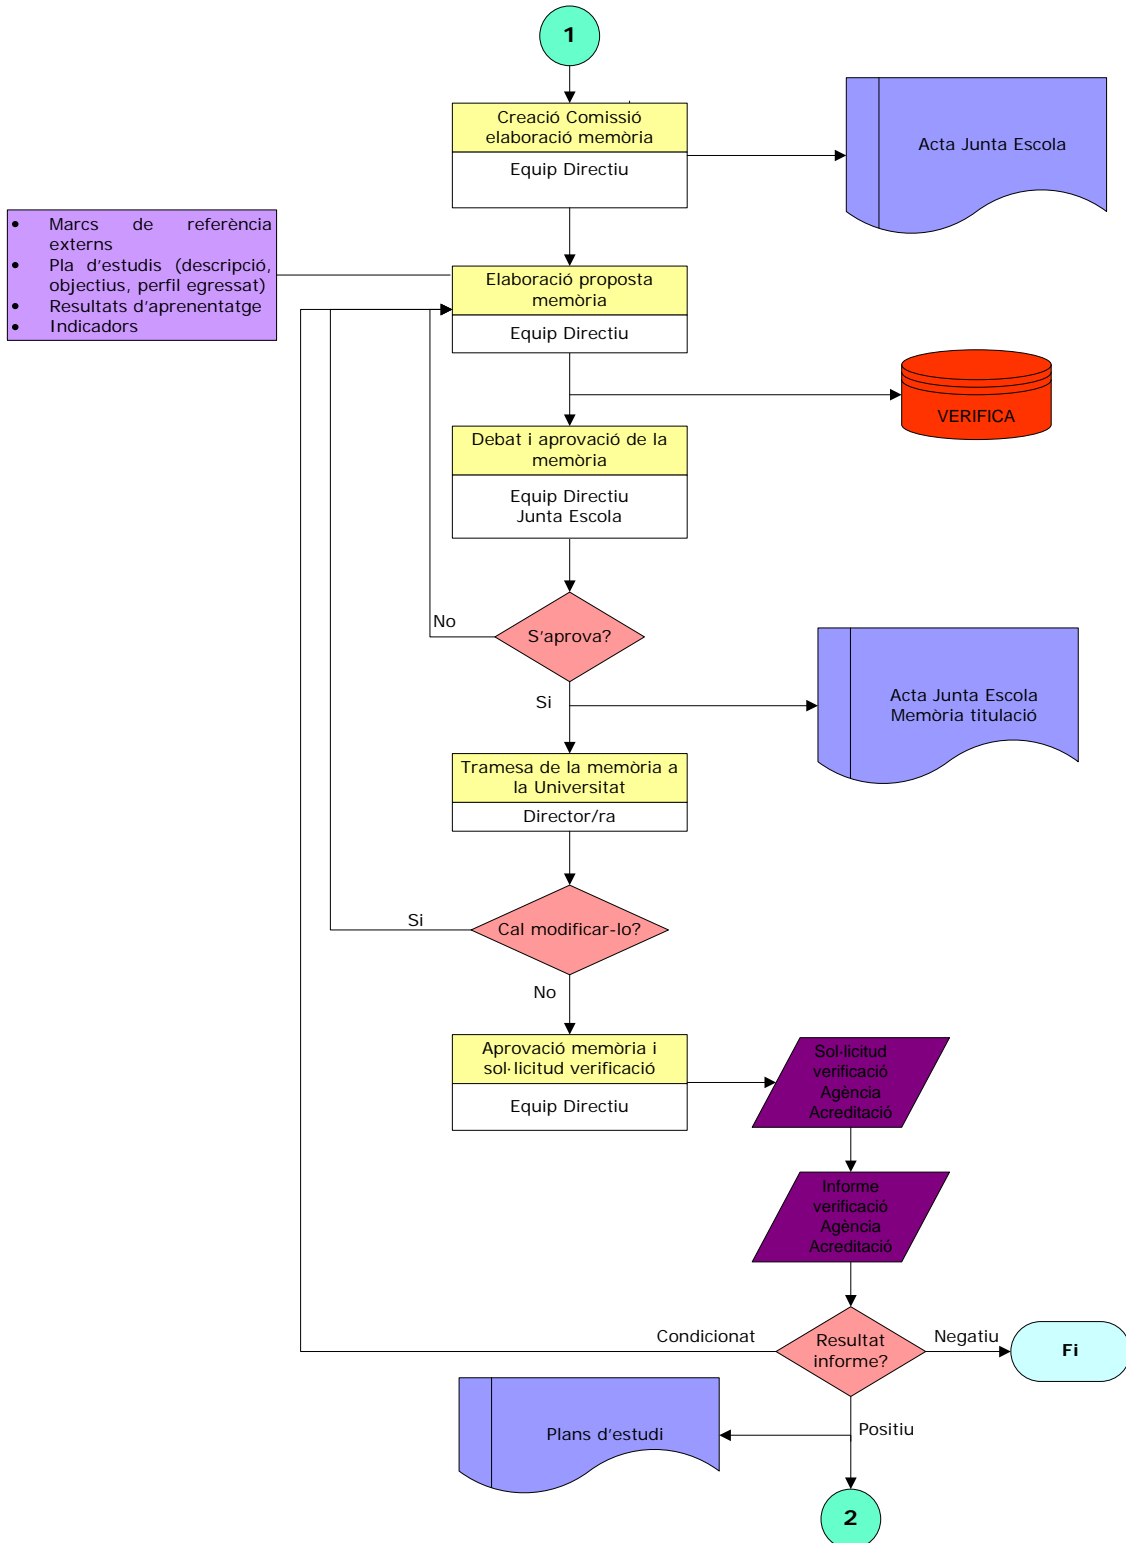 1
Creació Comissió
elaboració memòria
Equip Directiu
Acta Junta Escola
• Marcs de referència
externs
• Pla d'estudis (descripció,
objectius, perfil egressat)
• Resultats d'aprenentatge
• Indicadors
Elaboració proposta
memòria
Equip Directiu
VERIFICA
Debat i aprovació de la
memòria
Equip Directiu
Junta Escola
No
S'aprova?
Si
Acta Junta Escola
Memòria titulació
Tramesa de la memòria a
la Universitat
Director/ra
Si
Cal modificar-lo?
No
Aprovació memòria i
sol·licitud verificació
Equip Directiu
Sol·licitud
verificació
Agència
Acreditació
Informe
verificació
Agència
Acreditació
Condicionat
Resultat
informe?
Negatiu
Fi
Positiu
Plans d'estudi
2